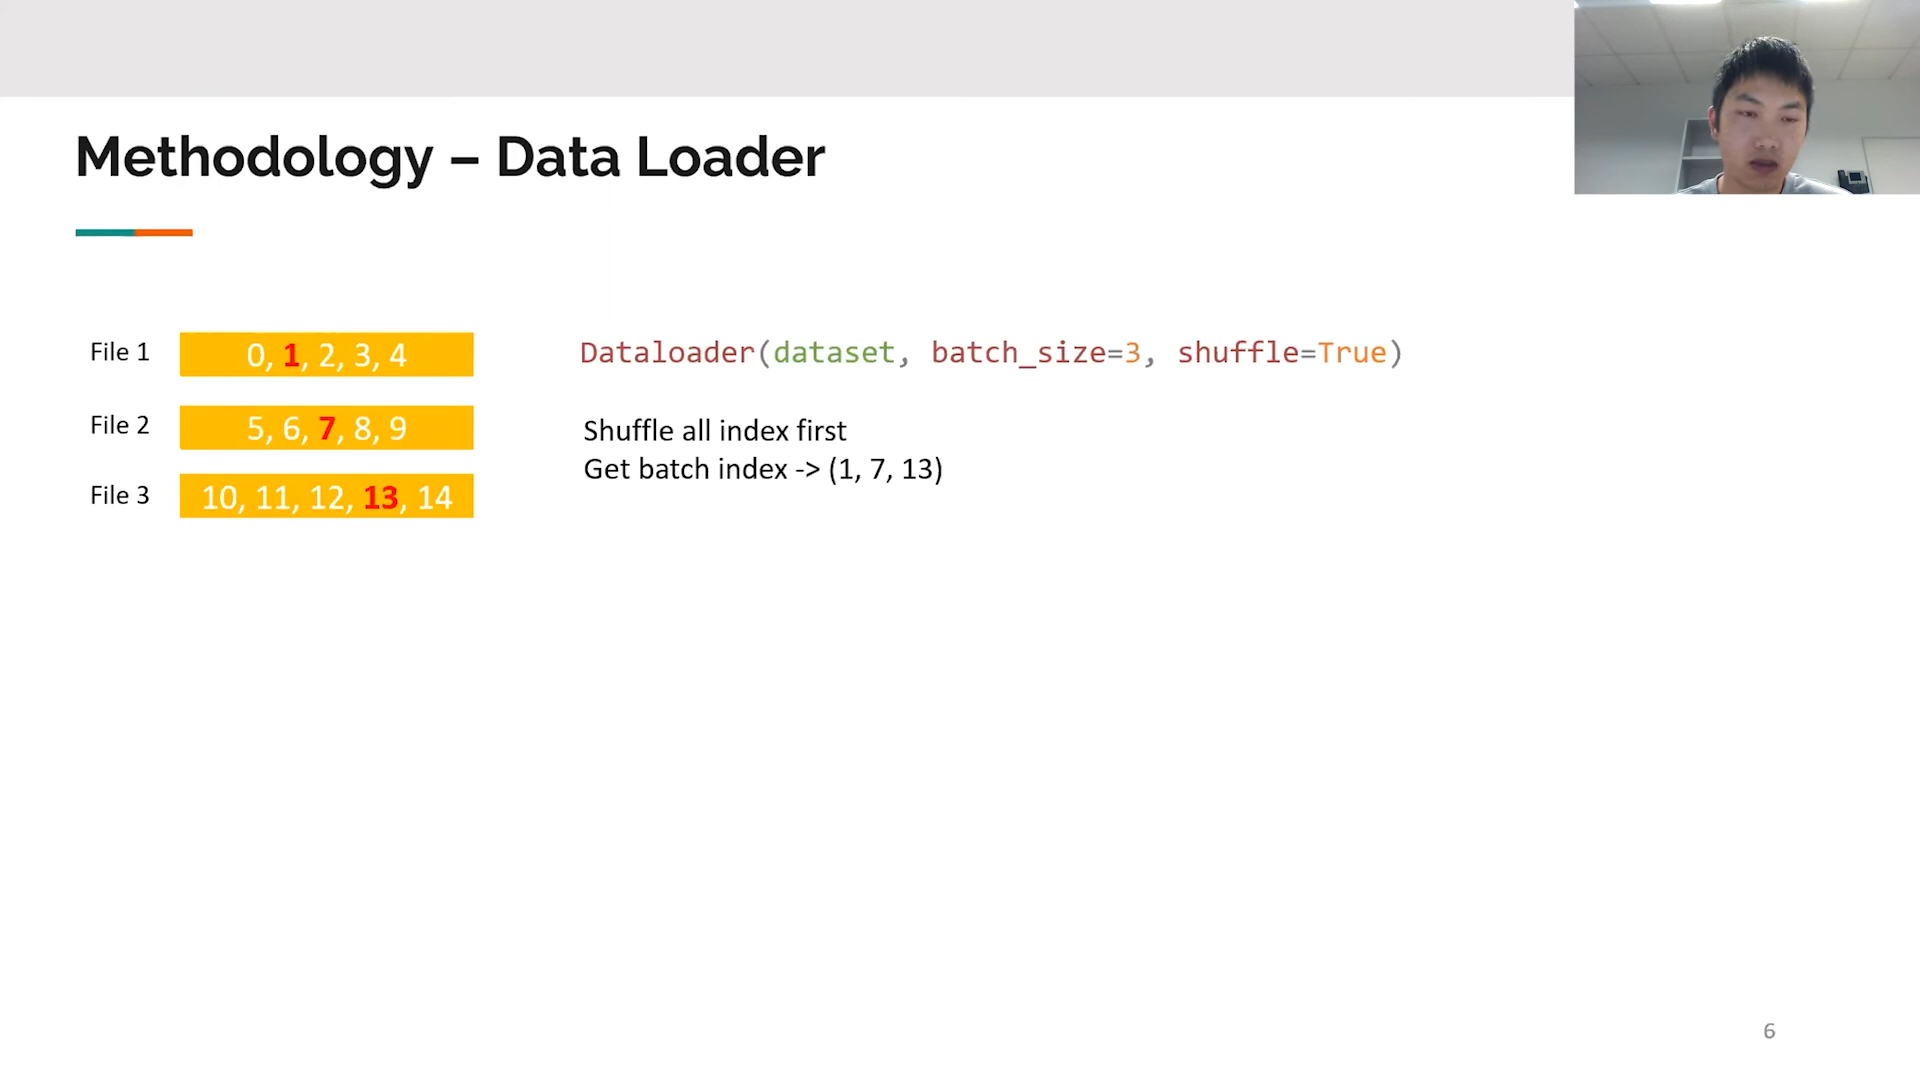 Methodology – Data Loader
File 1
0, 1, 2, 3, 4
Dataloader(dataset, batch_size=3, shuffle=True)
File 2
5, 6, 7, 8, 9
Shuffle all index first
Get batch index -> (1, 7, 13)
File 3
10, 11, 12, 13, 14
6